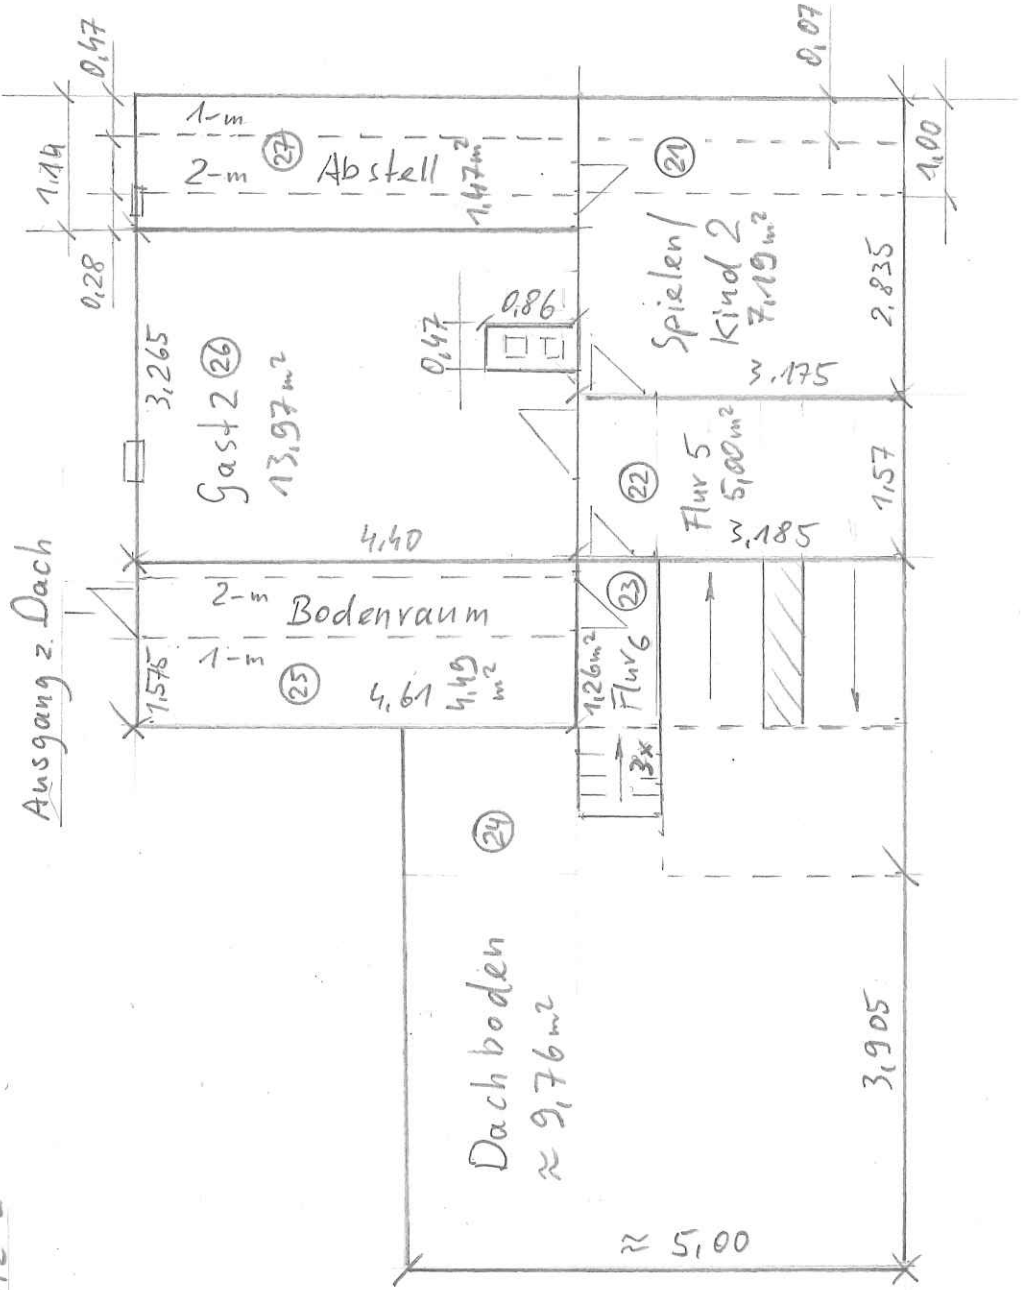 0,47
0,07
1,14
1-m
27
2-m
Abstell
1,47m²
21
1,00
0,28
Spielen/
Kind 2
7,19m²
2.835
0,86
0,47
3,265
Gast 2 26
13,97m²
3.175
22
Flur 5
5,00m²
1,57
4,40
3,185
Ausgang z. Dach
2-m
Bodenraum
1-m
25
1,575
4,61
4,49
m²
23
1,26m²
Flur 6
3x
24
Dachboden
≈ 9,76m²
3,905
≈ 5,00